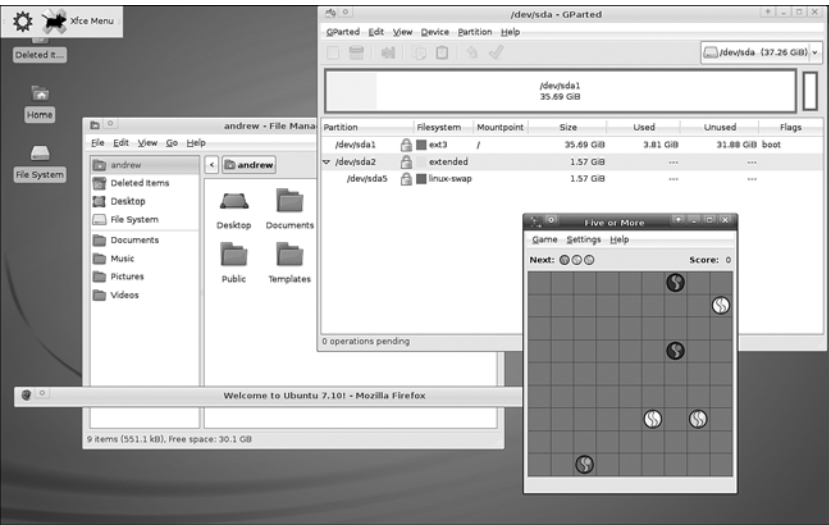 Xfce Menu
Deleted It...
Home
File System
andrew - File Mana
File Edit View Go Help
andrew
Deleted Items
Desktop
File System
Documents
Music
Pictures
Videos
andrew
Desktop
Documents
Public
Templates
9 items (551.1 kB), Free space: 30.1 GB
Welcome to Ubuntu 7.10! - Mozilla Firefox
/dev/sda - GParted
GParted Edit View Device Partition Help
/dev/sda (37.26 GiB)
/dev/sda1
35.69 GiB
Partition Filesystem Mountpoint Size Used Unused Flags
/dev/sda1 ext3 / 35.69 GiB 3.81 GiB 31.88 GiB boot
/dev/sda2 extended 1.57 GiB --- ---
/dev/sda5 linux-swap 1.57 GiB --- ---
0 operations pending
Five or More
Game Settings Help
Next: Score: 0